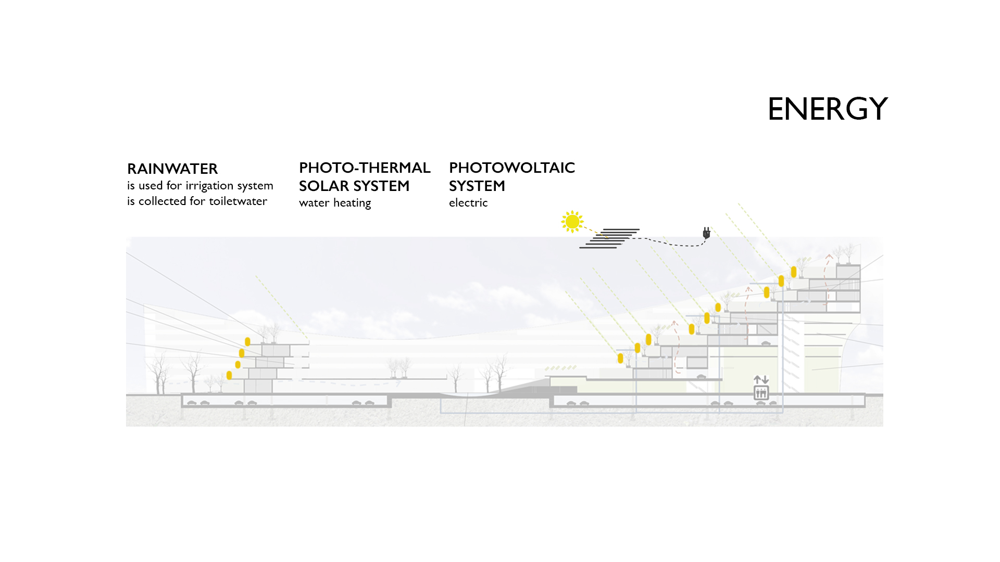 ENERGY
RAINWATER
is used for irrigation system
is collected for toiletwater
PHOTO-THERMAL
SOLAR SYSTEM
water heating
PHOTOWOLTAIC
SYSTEM
electric